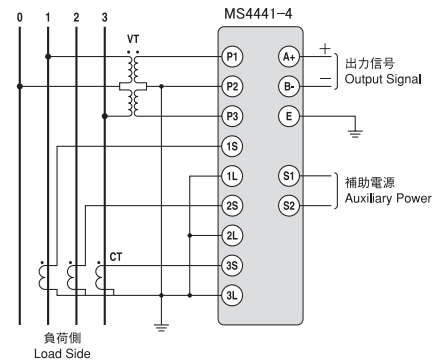 MS4441-4
0 1 2 3
VT
P1
A+
+
出力信号
Output Signal
P2
B-
−
P3
E
1S
1L
S1
補助電源
Auxiliary Power
2S
S2
2L
CT
3S
3L
負荷側
Load Side